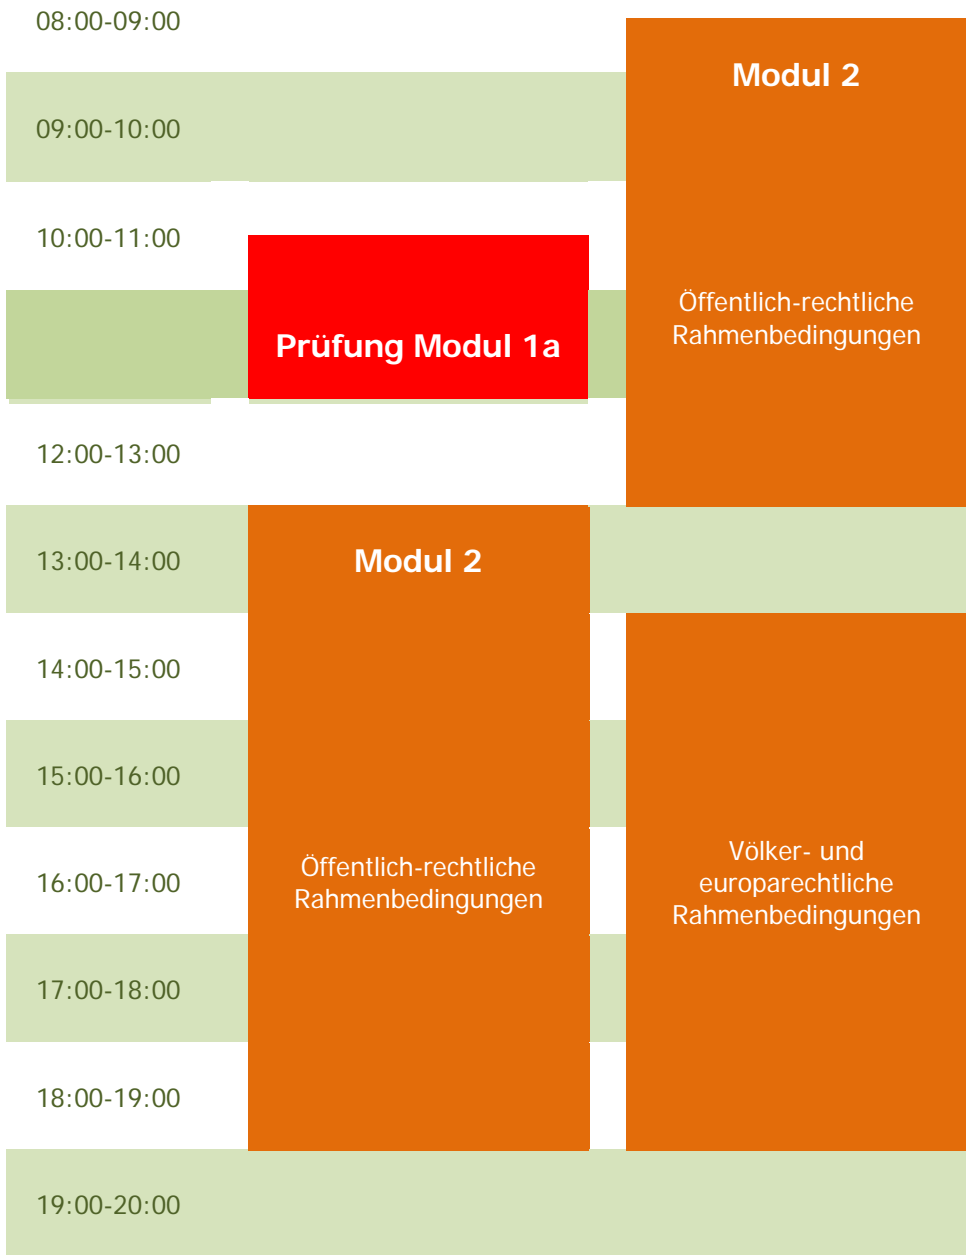 08:00-09:00
Modul 2
09:00-10:00
10:00-11:00
Öffentlich-rechtliche
Rahmenbedingungen
Prüfung Modul 1a
12:00-13:00
13:00-14:00
Modul 2
14:00-15:00
15:00-16:00
16:00-17:00
Öffentlich-rechtliche
Rahmenbedingungen
Völker- und
europarechtliche
Rahmenbedingungen
17:00-18:00
18:00-19:00
19:00-20:00